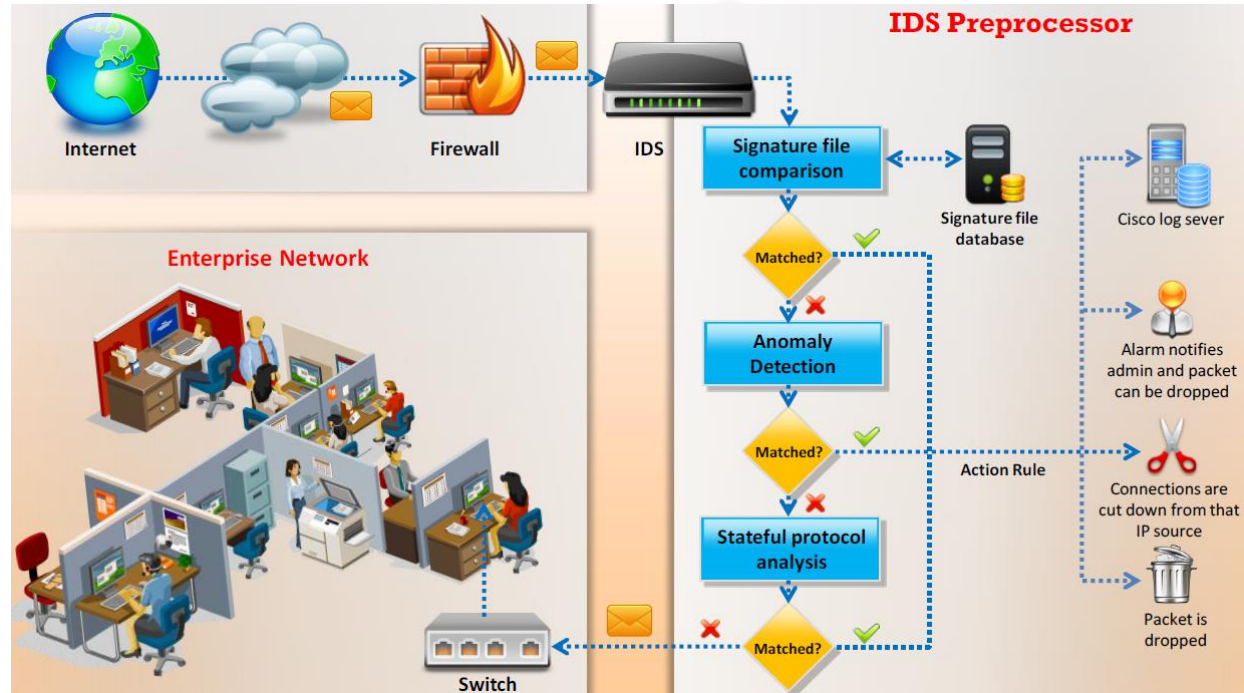 IDS Preprocessor
Internet
Firewall
IDS
Signature file
comparison
Signature file
database
Cisco log sever
Matched?
Enterprise Network
Anomaly
Detection
Alarm notifies
admin and packet
can be dropped
Matched?
Action Rule
Connections are
cut down from that
IP source
Stateful protocol
analysis
Packet is
dropped
Matched?
Switch